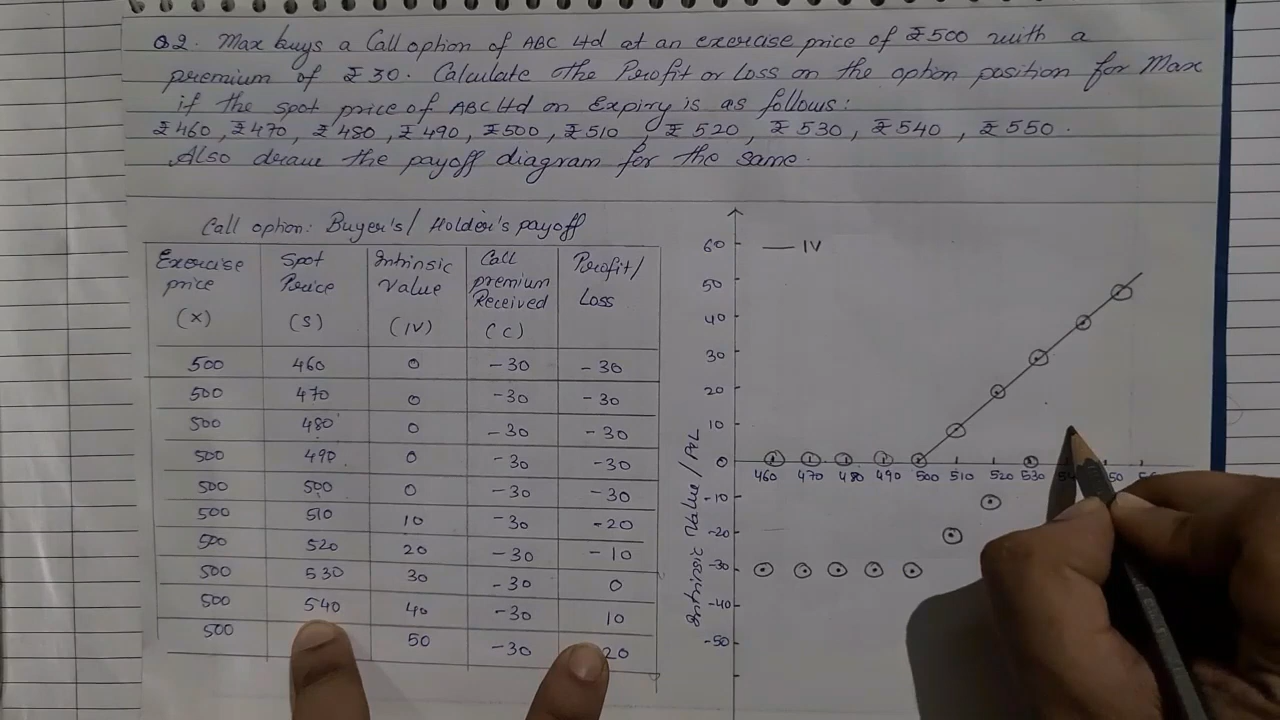 Q2. Max buys a Call option of ABC Ltd at an exercise price of ₹500 with a
premium of ₹30. Calculate the Profit or Loss on the option position for Max
if the spot price of ABC Ltd on Expiry is as follows:
₹460, ₹470, ₹480, ₹490, ₹500, ₹510, ₹520, ₹530, ₹540, ₹550.
Also draw the payoff diagram for the same.
Call option: Buyer's/ Holder's payoff
Exercise price (X) Spot Price (S) Intrinsic Value (IV) Call premium Received (C) Profit/ Loss
500 460 0 -30 -30
500 470 0 -30 -30
500 480 0 -30 -30
500 490 0 -30 -30
500 500 0 -30 -30
500 510 10 -30 -20
500 520 20 -30 -10
500 530 30 -30 0
500 540 40 -30 10
500 50 -30 20
Intrinsic Value / P/L
— IV
60
50
40
30
20
10
0
460 470 480 490 500 510 520 530
-10
-20
-30
-40
-50